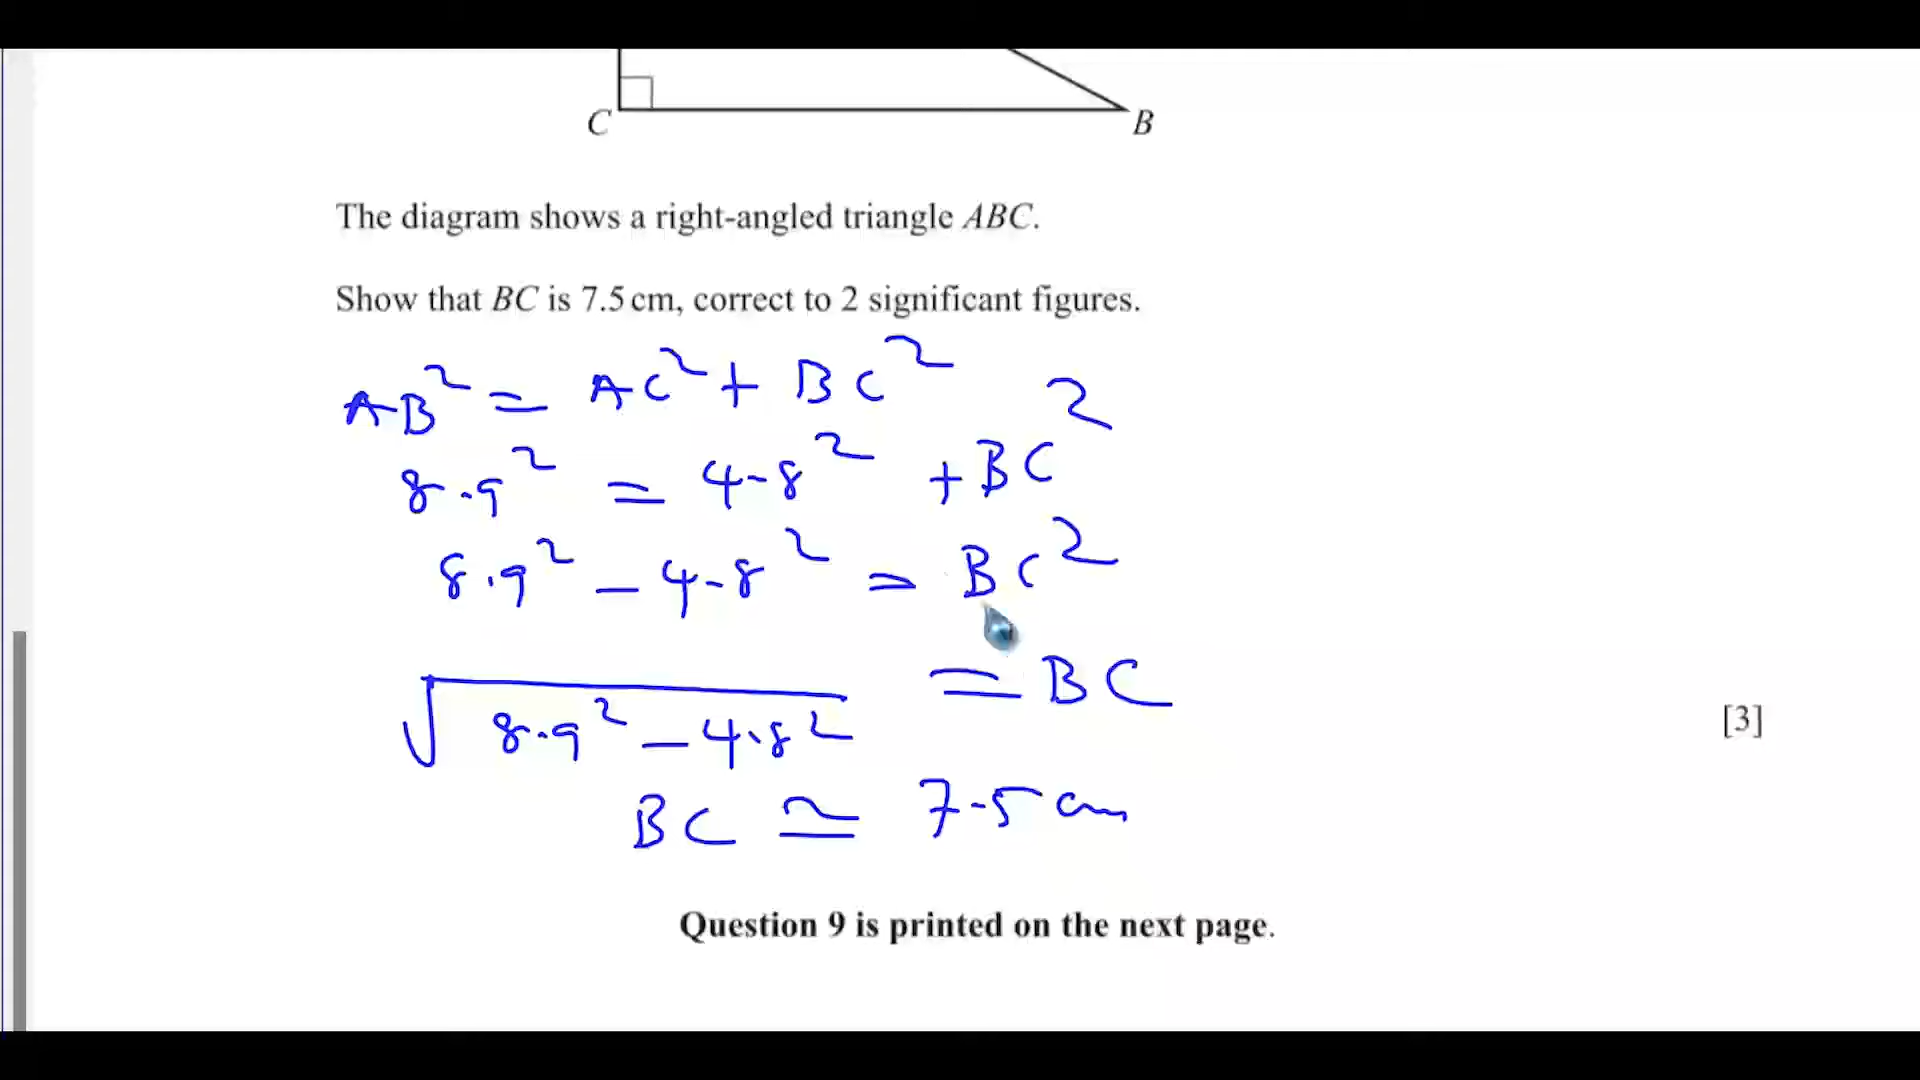 C B
The diagram shows a right-angled triangle ABC.
Show that BC is 7.5 cm, correct to 2 significant figures.
AB² = AC² + BC²
8.9² = 4.8² + BC²
8.9² - 4.8² = BC²
√(8.9² - 4.8²) = BC
[3]
BC ≅ 7.5 cm
Question 9 is printed on the next page.